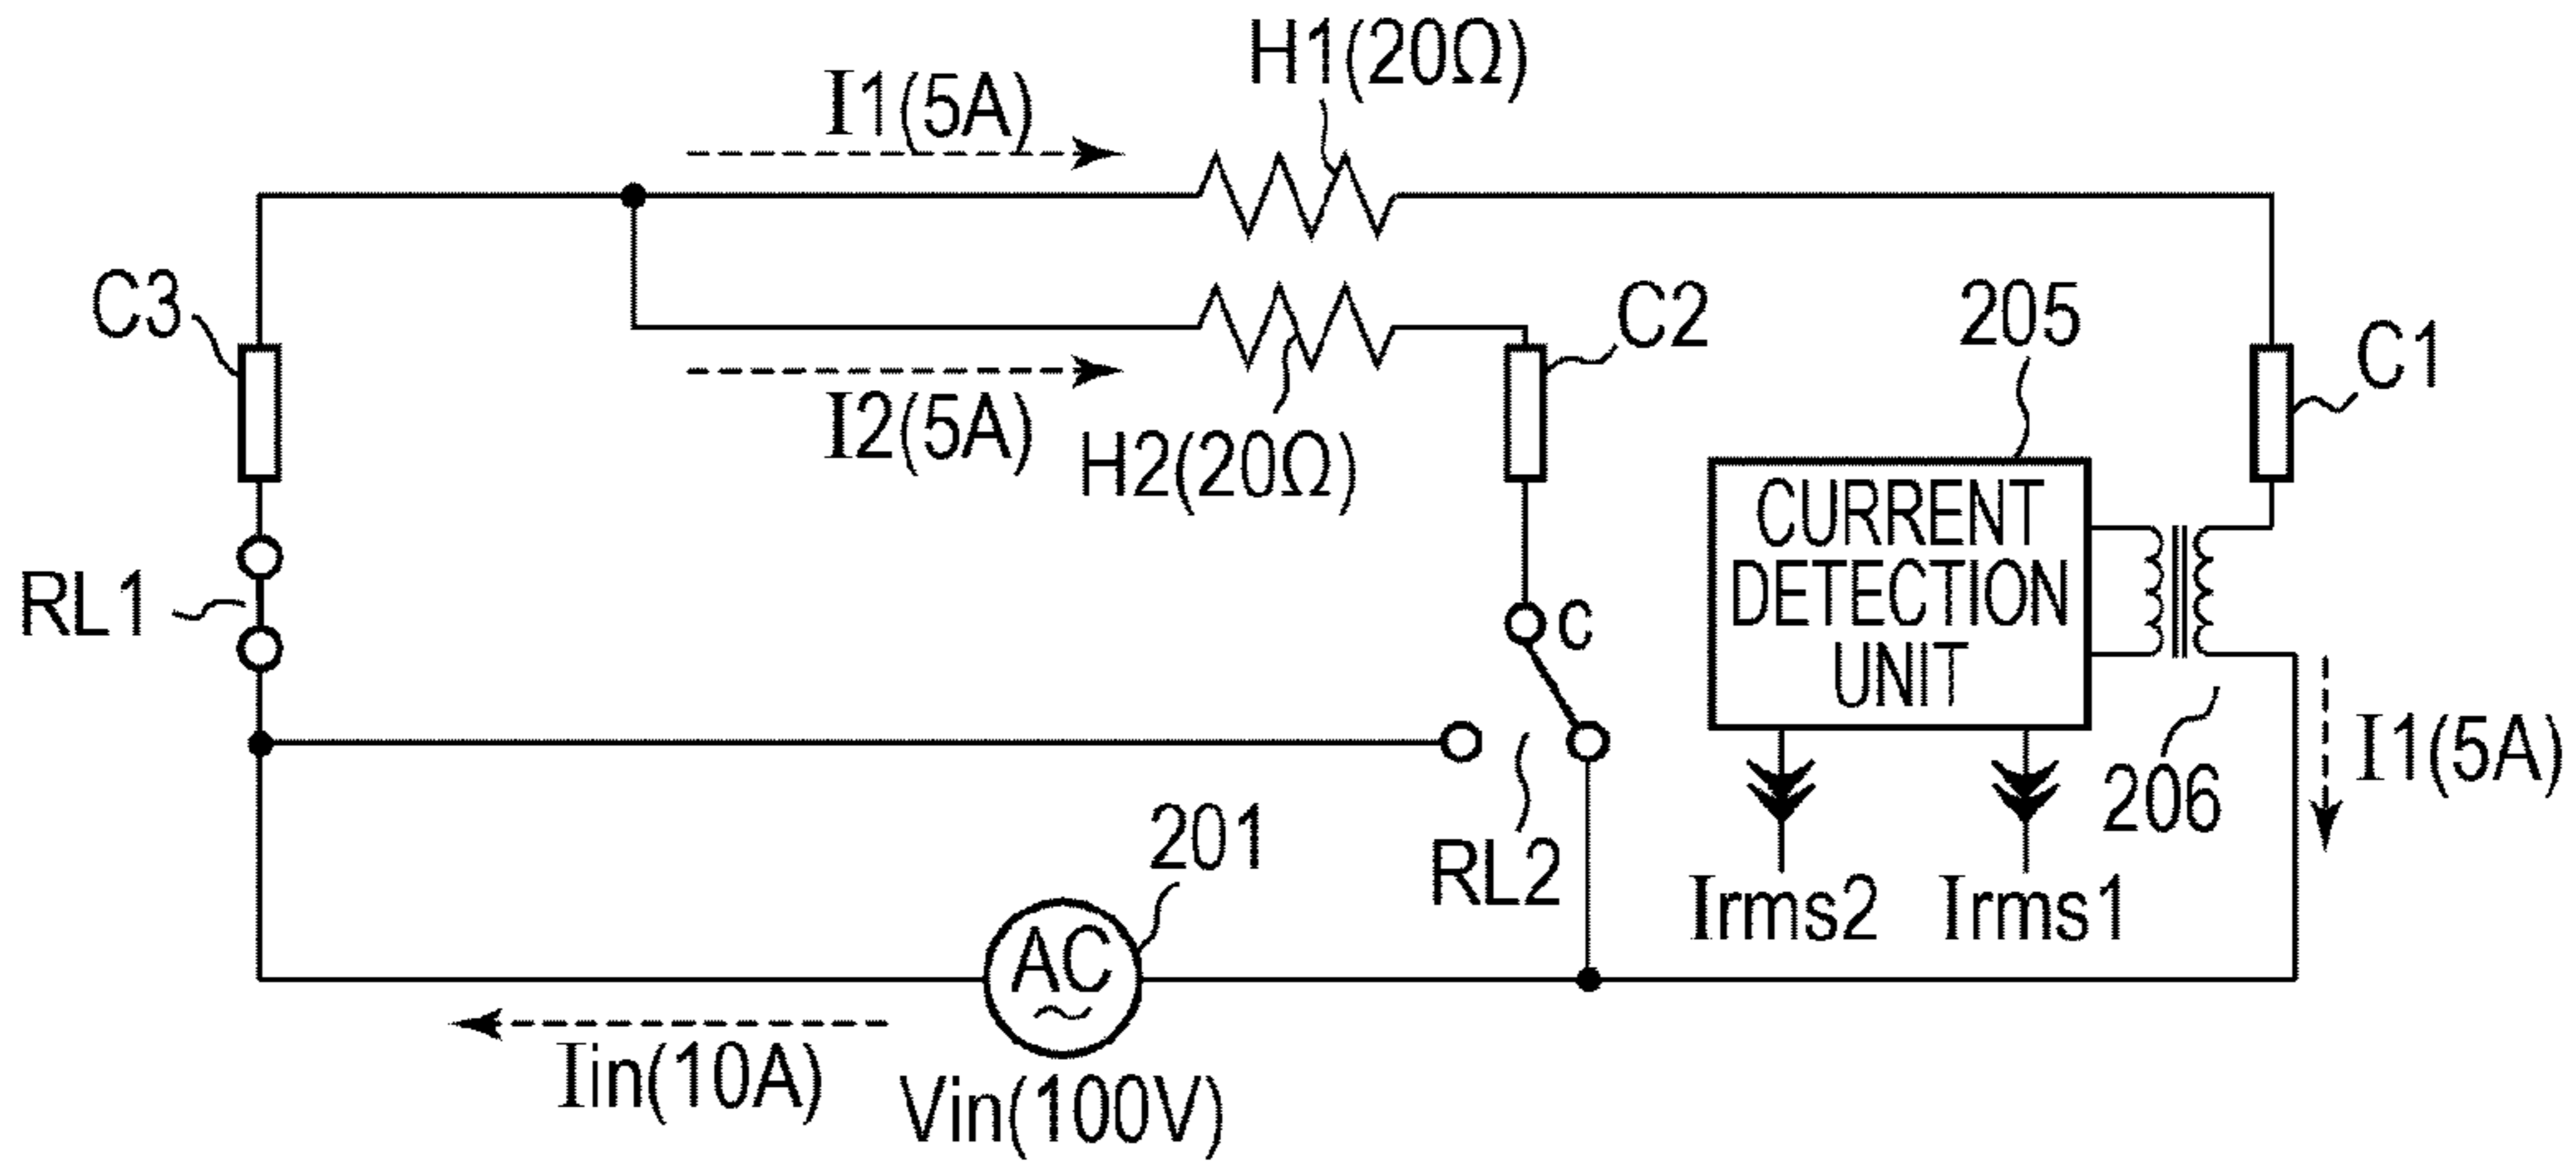 H1(20Ω)
I1(5A)
C3
I2(5A)
H2(20Ω)
C2
205
C1
CURRENT
DETECTION
UNIT
RL1
c
206
I1(5A)
RL2
Irms2
Irms1
201
AC
~
Iin(10A)
Vin(100V)